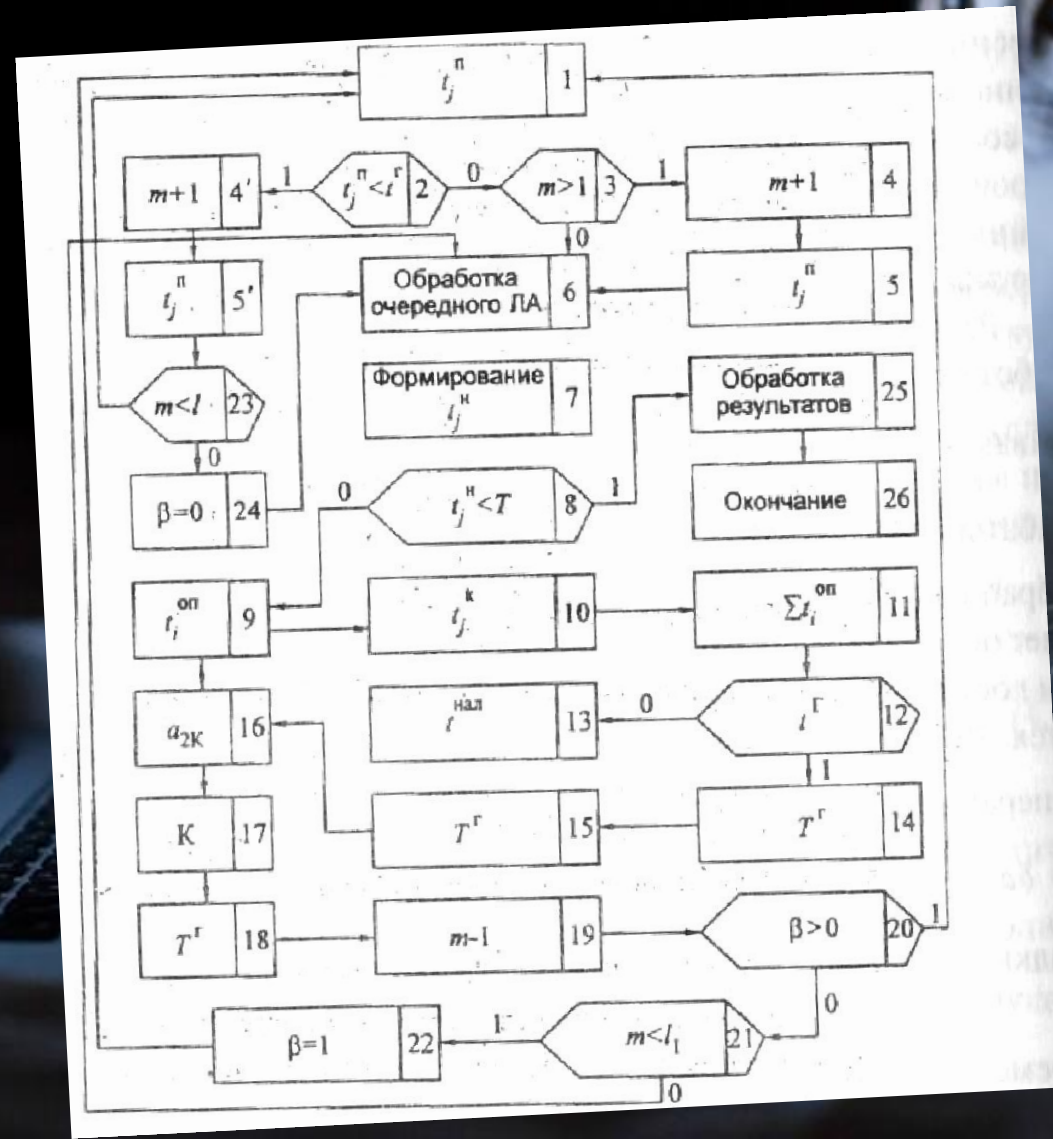 t_j^п 1
m+1 4'
1
t_j^п<t^г 2
0
m>1 3
1
m+1 4
0
t_j^п 5'
Обработка
очередного ЛА 6
t_j^п 5
m<l 23
Формирование
t_j^н 7
Обработка
результатов 25
0
β=0 24
0
t_j^н<T 8
1
Окончание 26
t_i^оп 9
t_j^k 10
Σt_i^оп 11
a_2К 16
t^нал 13
0
t^Г 12
1
К 17
T^г 15
T^г 14
T^г 18
m-1 19
β>0 20
1
0
β=1 22
1
m<l_1 21
0